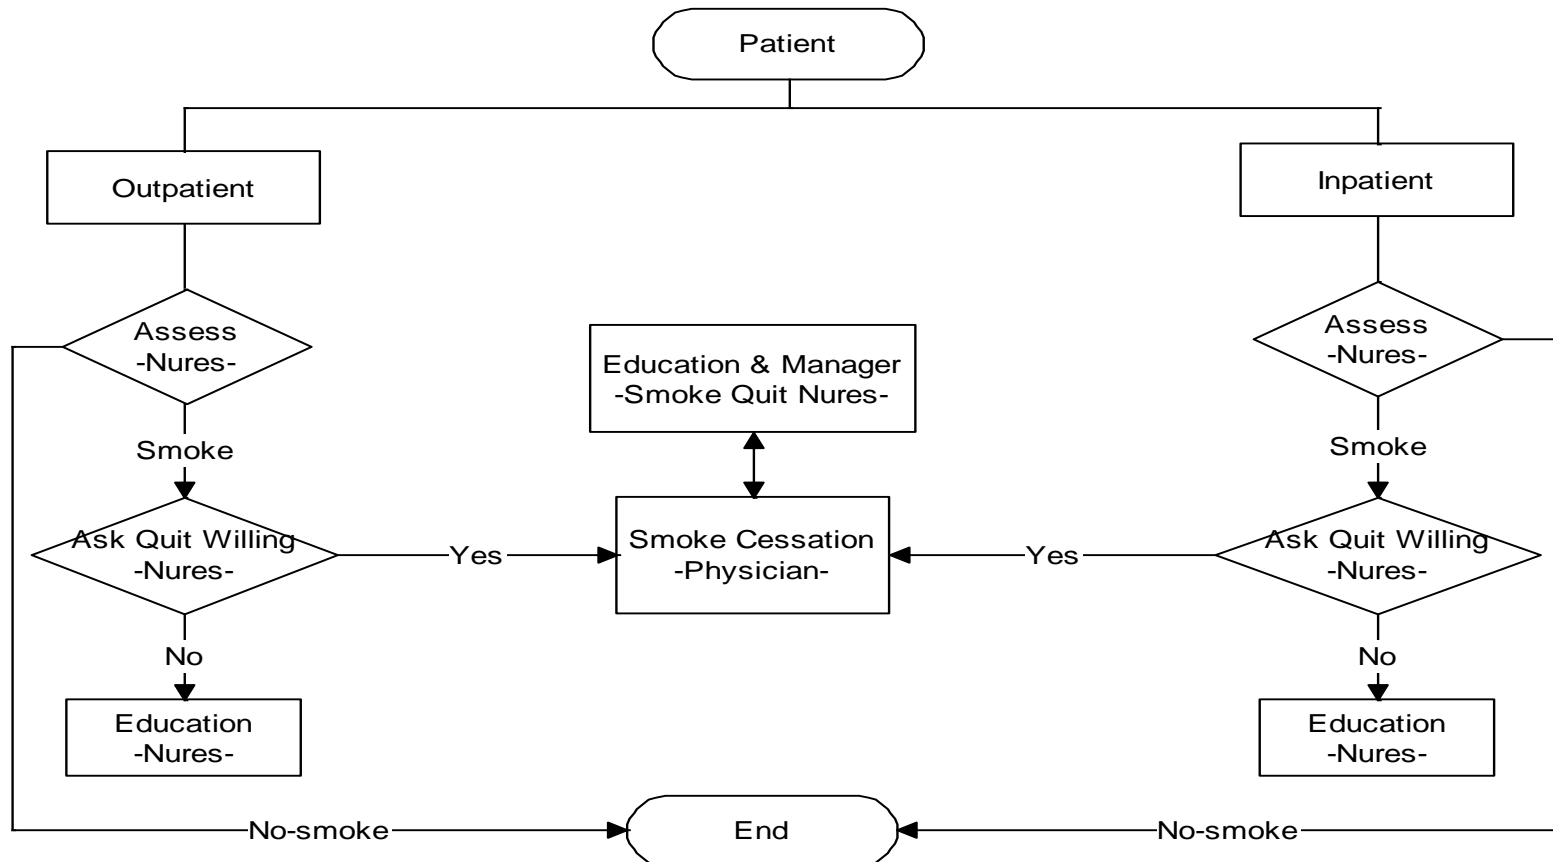 Patient
Outpatient
Inpatient
Assess
-Nures-
Assess
-Nures-
Education & Manager
-Smoke Quit Nures-
Smoke
Smoke
Ask Quit Willing
-Nures-
Yes
Smoke Cessation
-Physician-
Yes
Ask Quit Willing
-Nures-
No
No
Education
-Nures-
Education
-Nures-
No-smoke
End
No-smoke